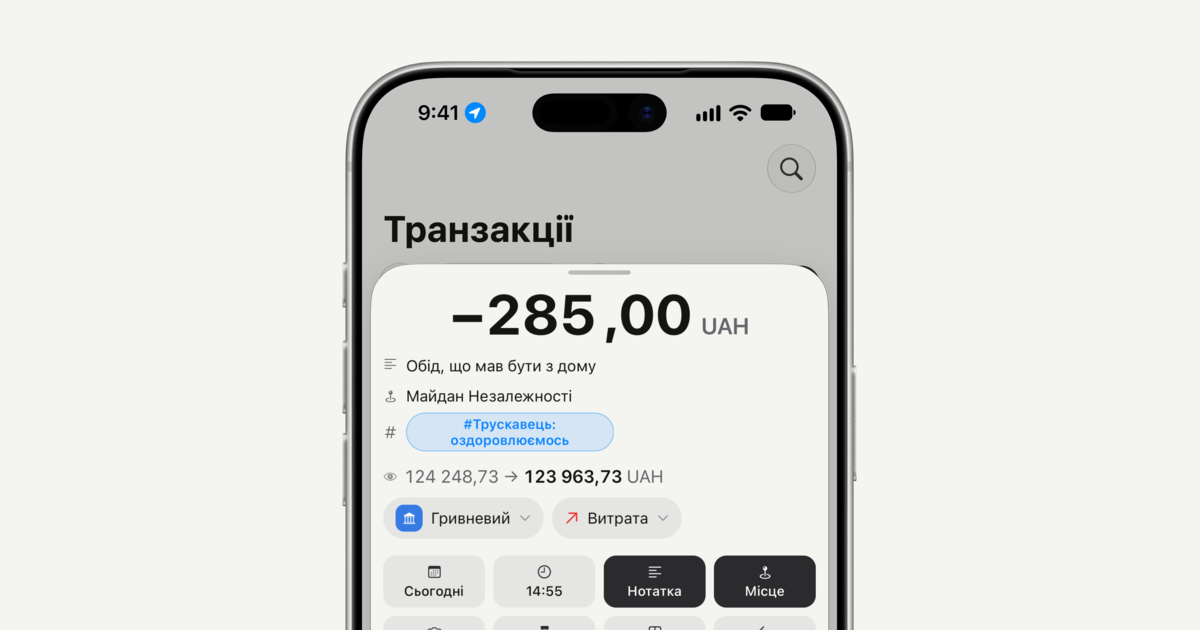 9:41
Транзакції
−285,00 UAH
Обід, що мав бути з дому
Майдан Незалежності
#
#Трускавець:
оздоровлюємось
124 248,73 → 123 963,73 UAH
Гривневий
Витрата
Сьогодні
14:55
Нотатка
Місце